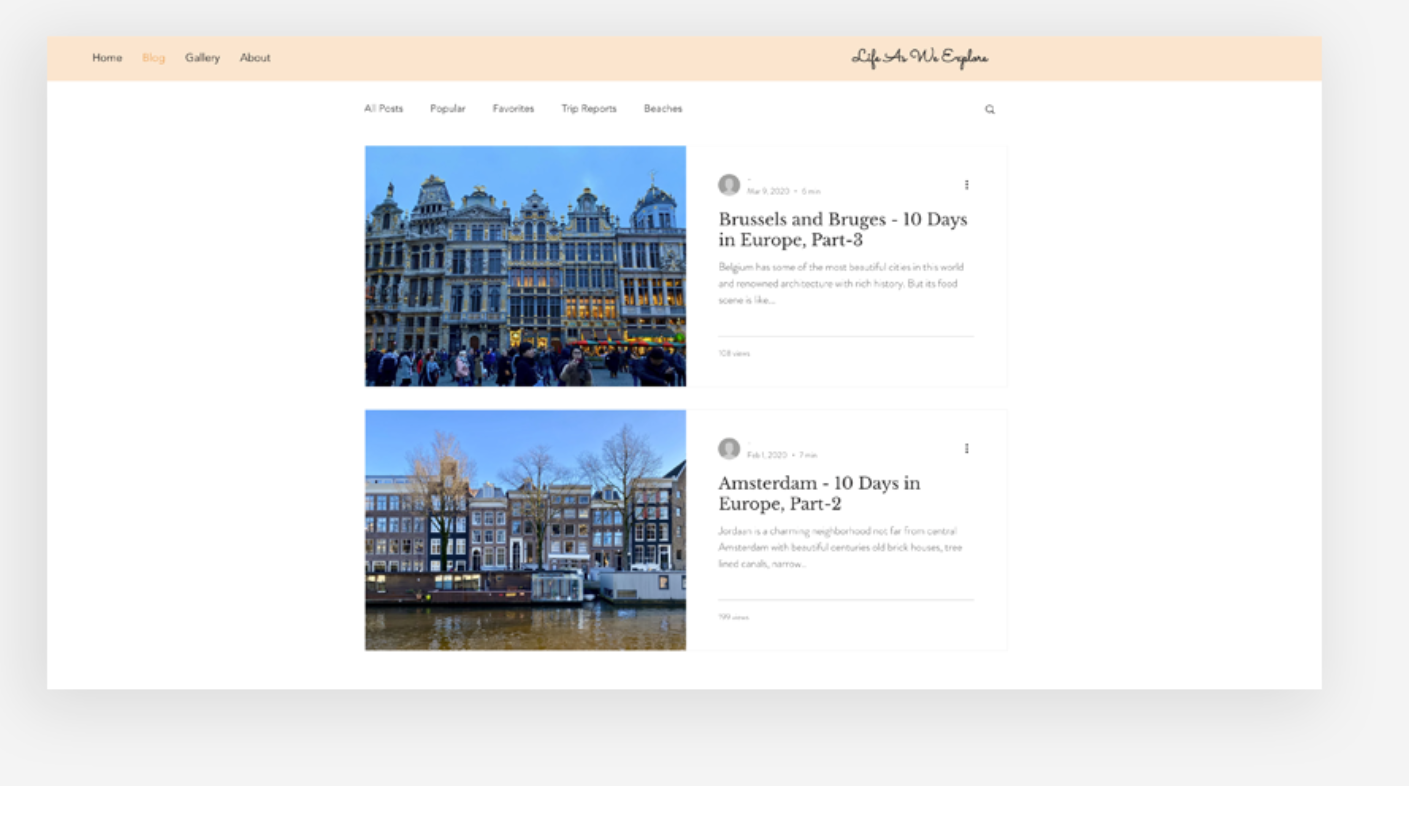 Home Blog Gallery About
Life As We Explore
All Posts Popular Favorites Trip Reports Beaches
Mar 9, 2020 • 6 min
Brussels and Bruges - 10 Days
in Europe, Part-3
Belgium has some of the most beautiful cities in this world
and renowned architecture with rich history. But its food
scene is like...
108 views
Feb 1, 2020 • 7 min
Amsterdam - 10 Days in
Europe, Part-2
Jordaan is a charming neighborhood not far from central
Amsterdam with beautiful centuries old brick houses, tree
lined canals, narrow...
199 views